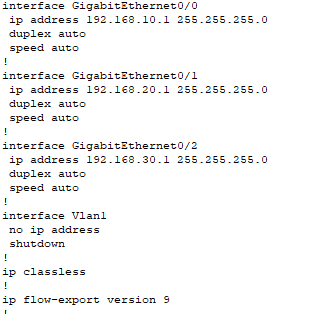 interface GigabitEthernet0/0
 ip address 192.168.10.1 255.255.255.0
 duplex auto
 speed auto
!
interface GigabitEthernet0/1
 ip address 192.168.20.1 255.255.255.0
 duplex auto
 speed auto
!
interface GigabitEthernet0/2
 ip address 192.168.30.1 255.255.255.0
 duplex auto
 speed auto
!
interface Vlan1
 no ip address
 shutdown
!
ip classless
!
ip flow-export version 9
!